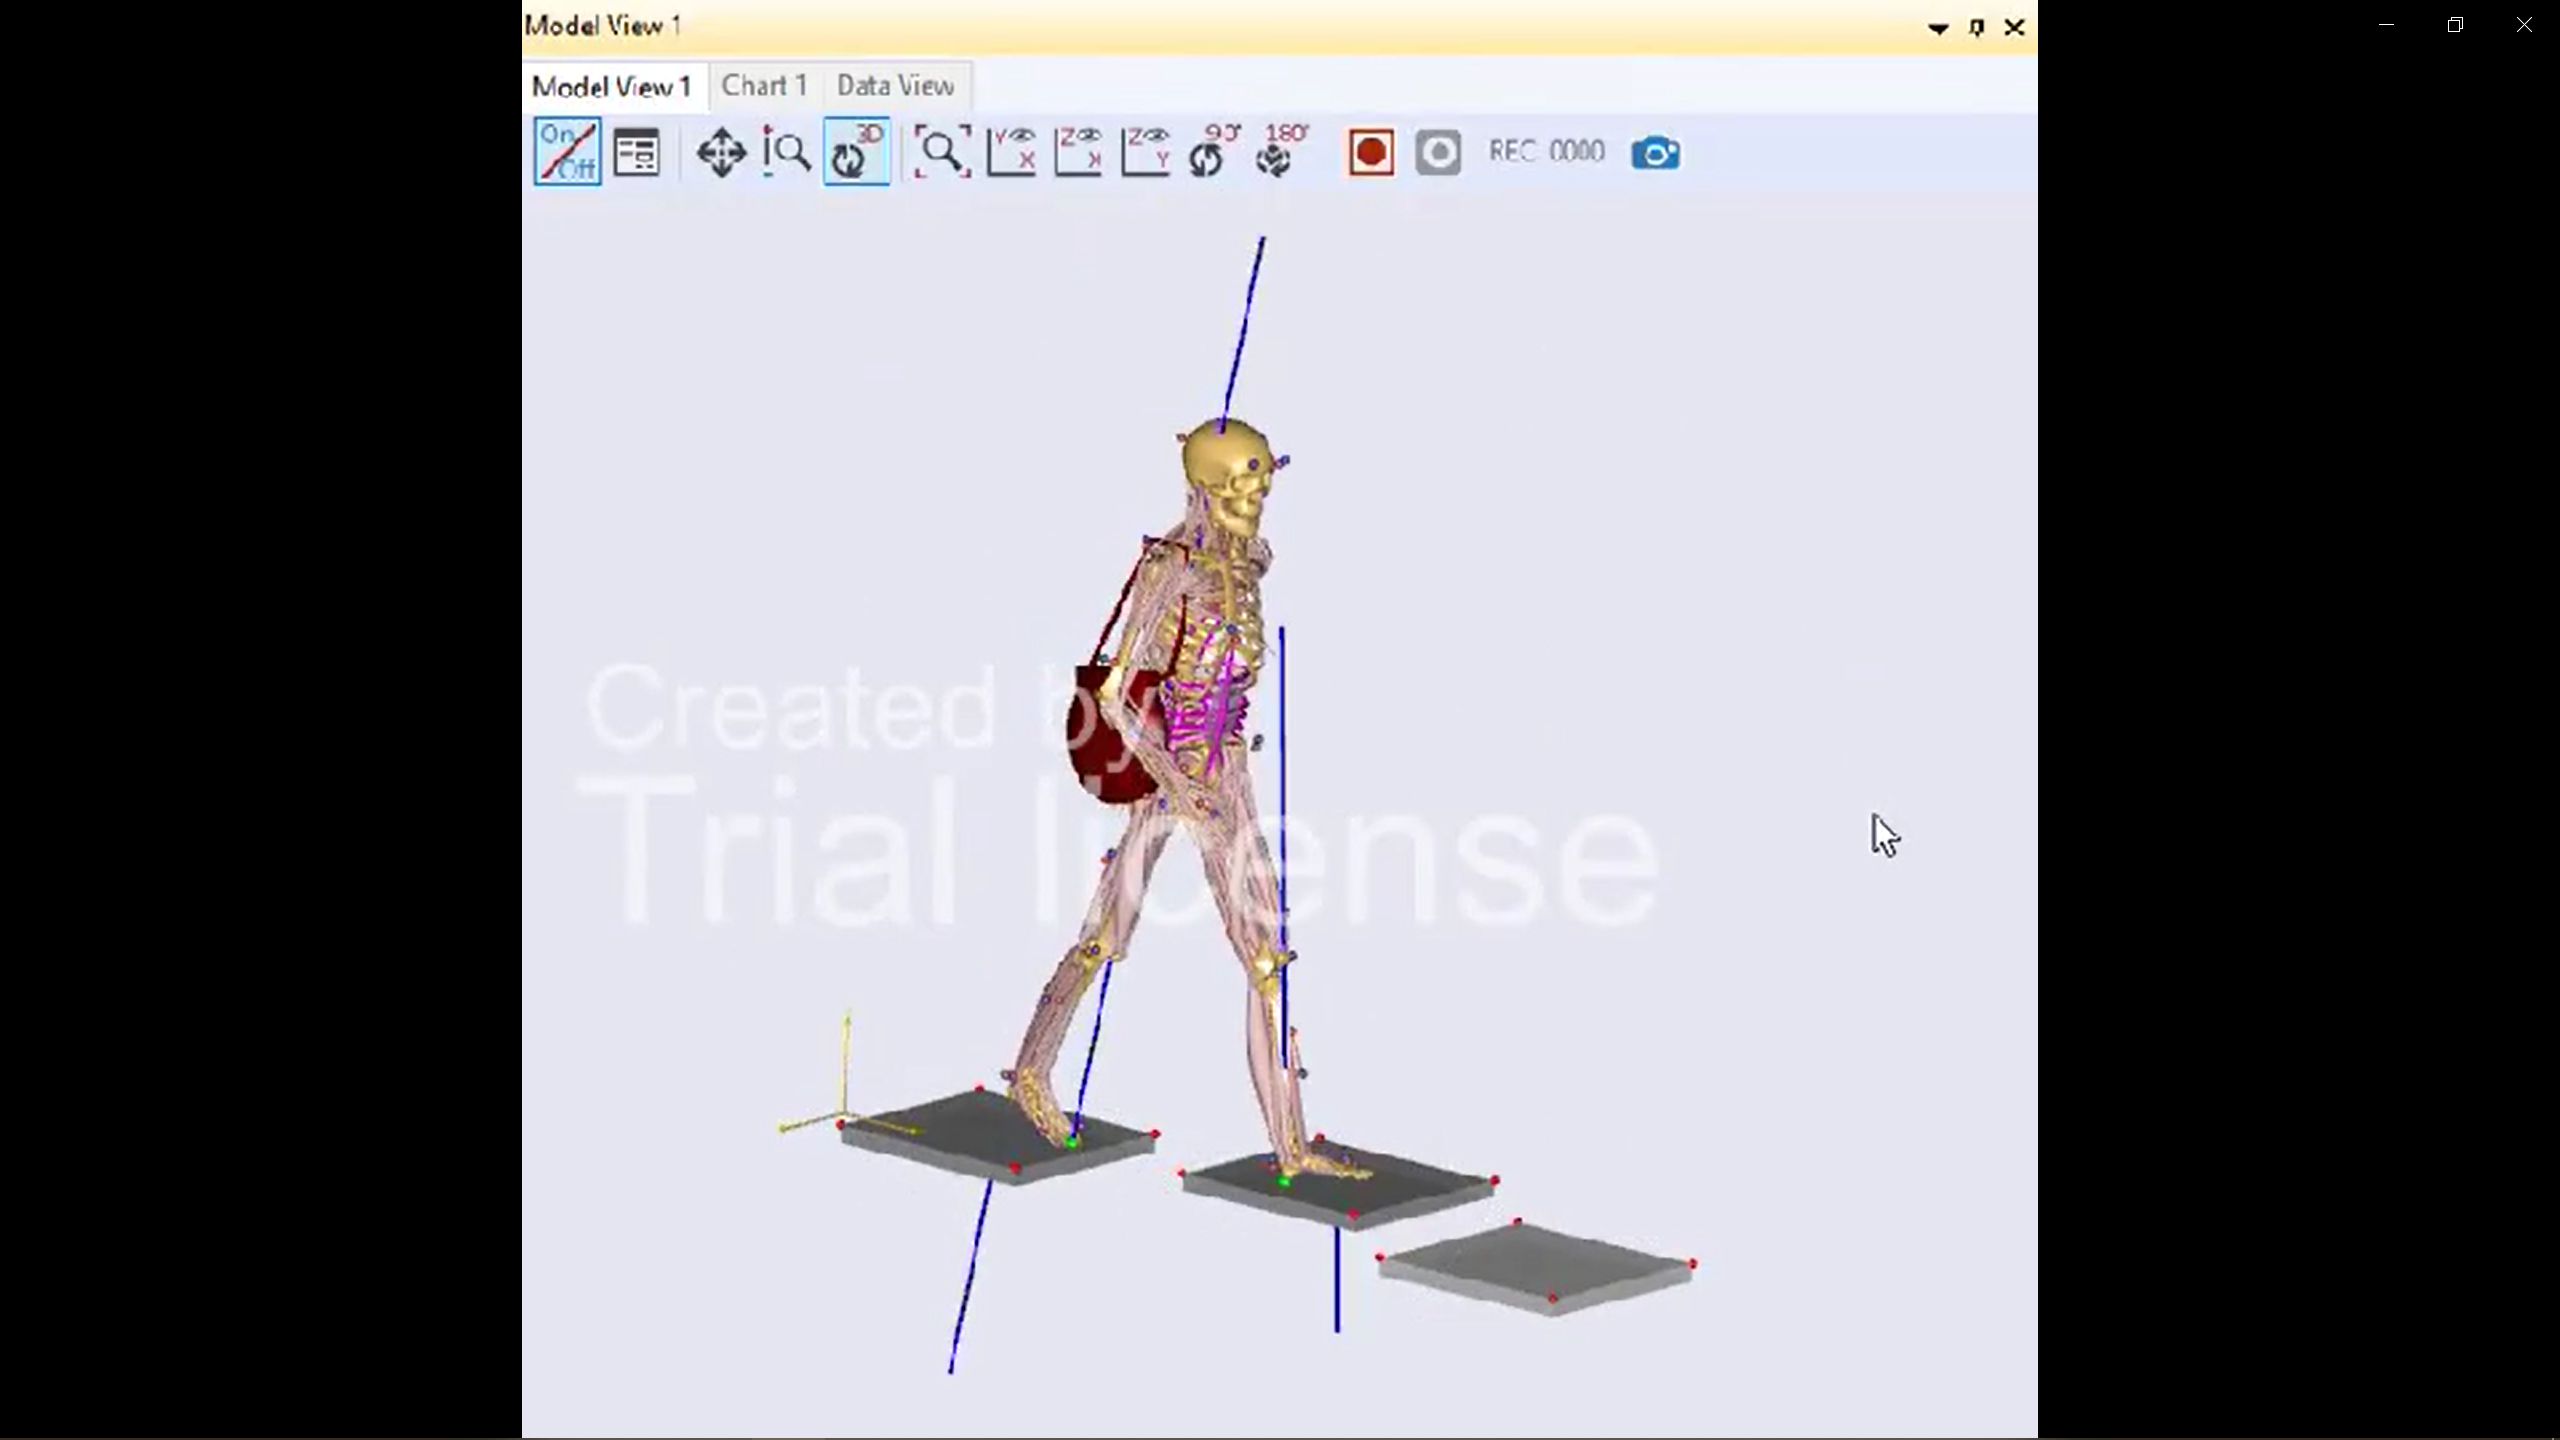 Model View 1
Model View 1 Chart 1 Data View
On Off 3D Y X Z X Z Y 90° 180° REC 0000
Created by
Trial license